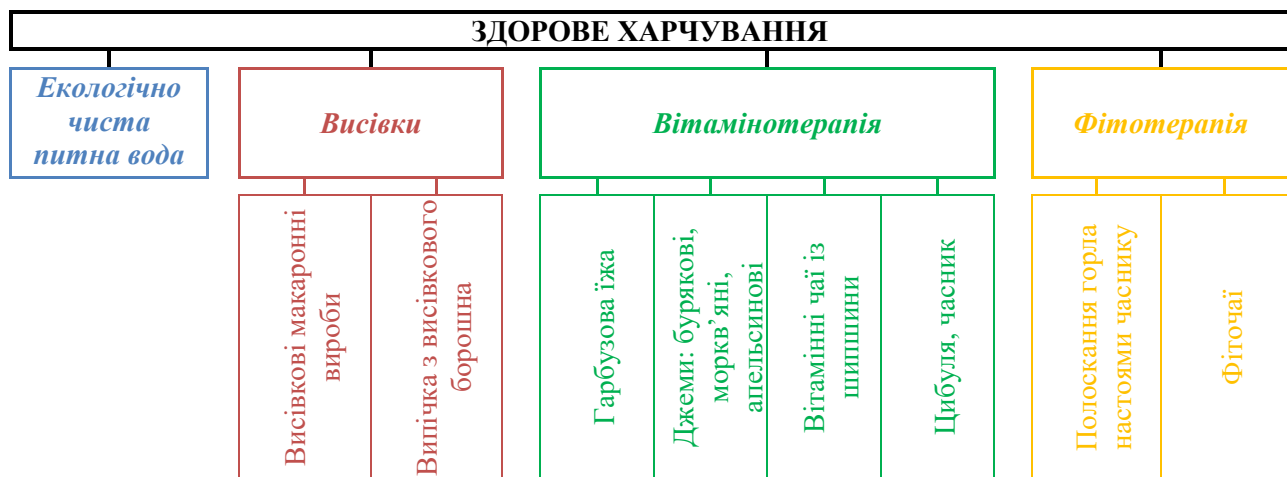 ЗДОРОВЕ ХАРЧУВАННЯ
Екологічно
чиста
питна вода
Висівки
Вітамінотерапія
Фітотерапія
Висівкові макаронні
вироби
Випічка з висівкового
борошна
Гарбузова їжа
Джеми: бурякові,
моркв’яні,
апельсинові
Вітамінні чаї із
шипшини
Цибуля, часник
Полоскання горла
настоями часнику
Фіточаї